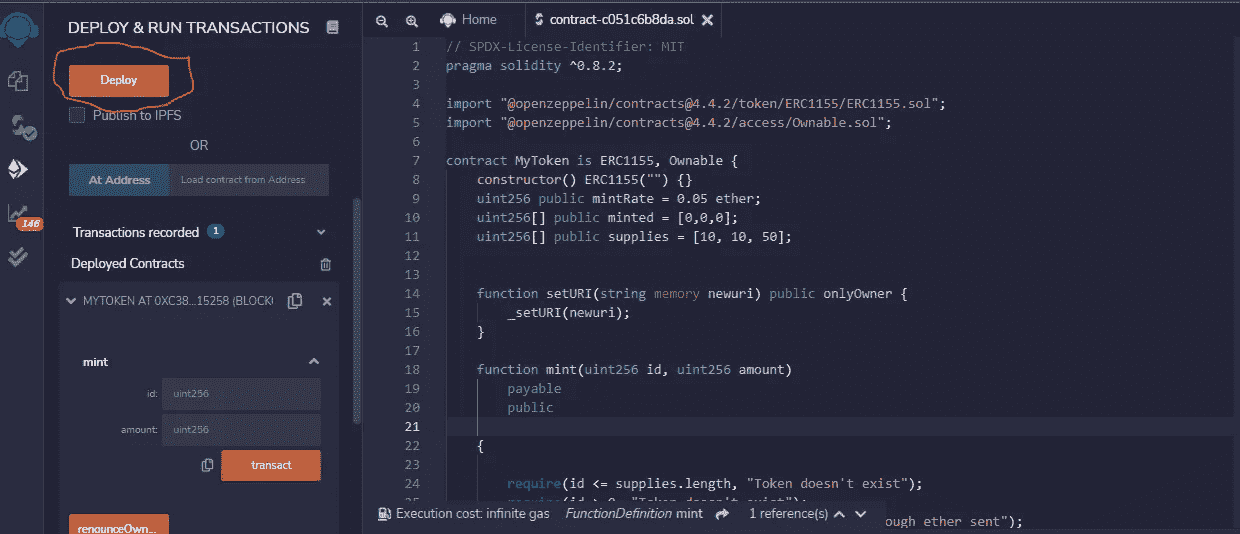 DEPLOY & RUN TRANSACTIONS
Deploy
Publish to IPFS
OR
At Address Load contract from Address
146
Transactions recorded 1
Deployed Contracts
MYTOKEN AT 0XC38...15258 (BLOCKC
mint
id: uint256
amount: uint256
transact
renounceOwn...
Home contract-c051c6b8da.sol
1 // SPDX-License-Identifier: MIT
2 pragma solidity ^0.8.2;
3
4 import "@openzeppelin/contracts@4.4.2/token/ERC1155/ERC1155.sol";
5 import "@openzeppelin/contracts@4.4.2/access/Ownable.sol";
6
7 contract MyToken is ERC1155, Ownable {
8 constructor() ERC1155("") {}
9 uint256 public mintRate = 0.05 ether;
10 uint256[] public minted = [0,0,0];
11 uint256[] public supplies = [10, 10, 50];
12
13
14 function setURI(string memory newuri) public onlyOwner {
15 _setURI(newuri);
16 }
17
18 function mint(uint256 id, uint256 amount)
19 payable
20 public
21
22 {
23
24 require(id <= supplies.length, "Token doesn't exist");
25 require(id > 0, "Token doesn't exist");
Execution cost: infinite gas FunctionDefinition mint 1 reference(s) ough ether sent");